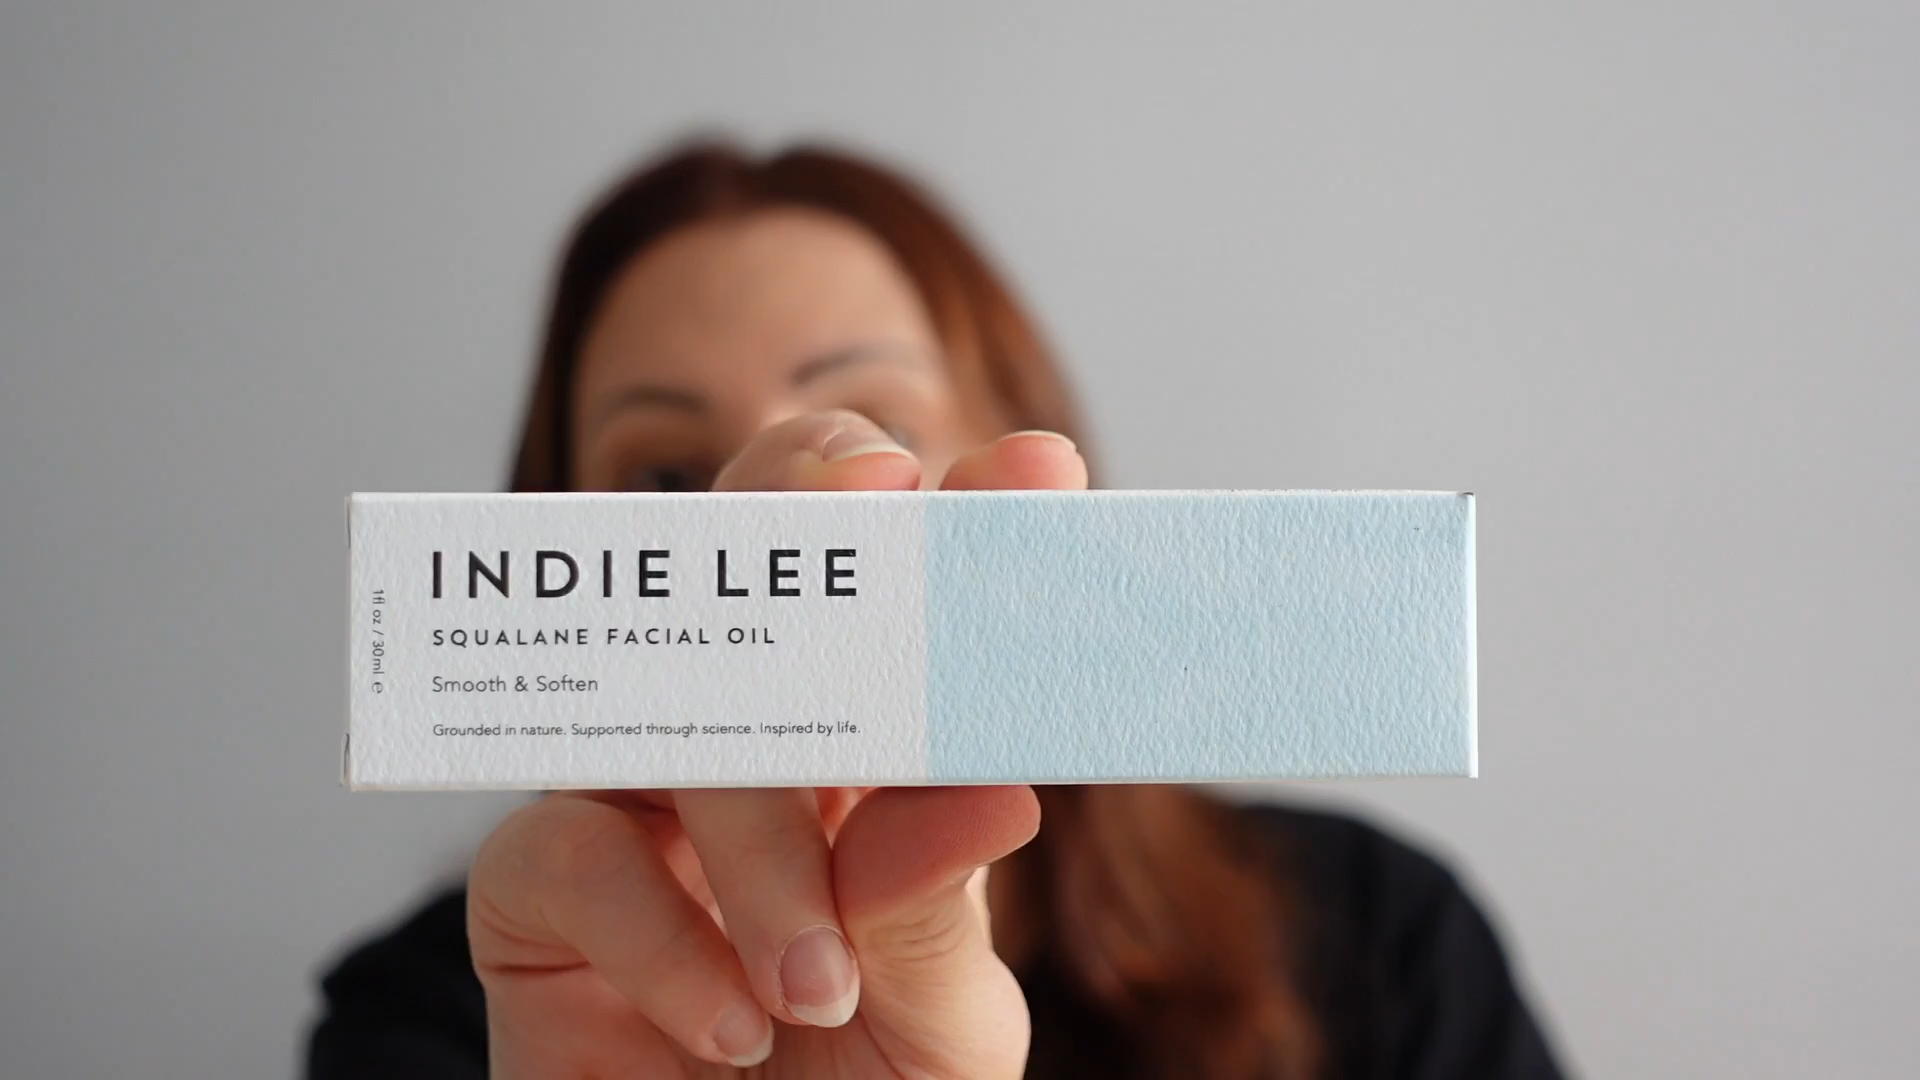 INDIE LEE
SQUALANE FACIAL OIL
Smooth & Soften
Grounded in nature. Supported through science. Inspired by life.
1fl oz / 30ml ℮